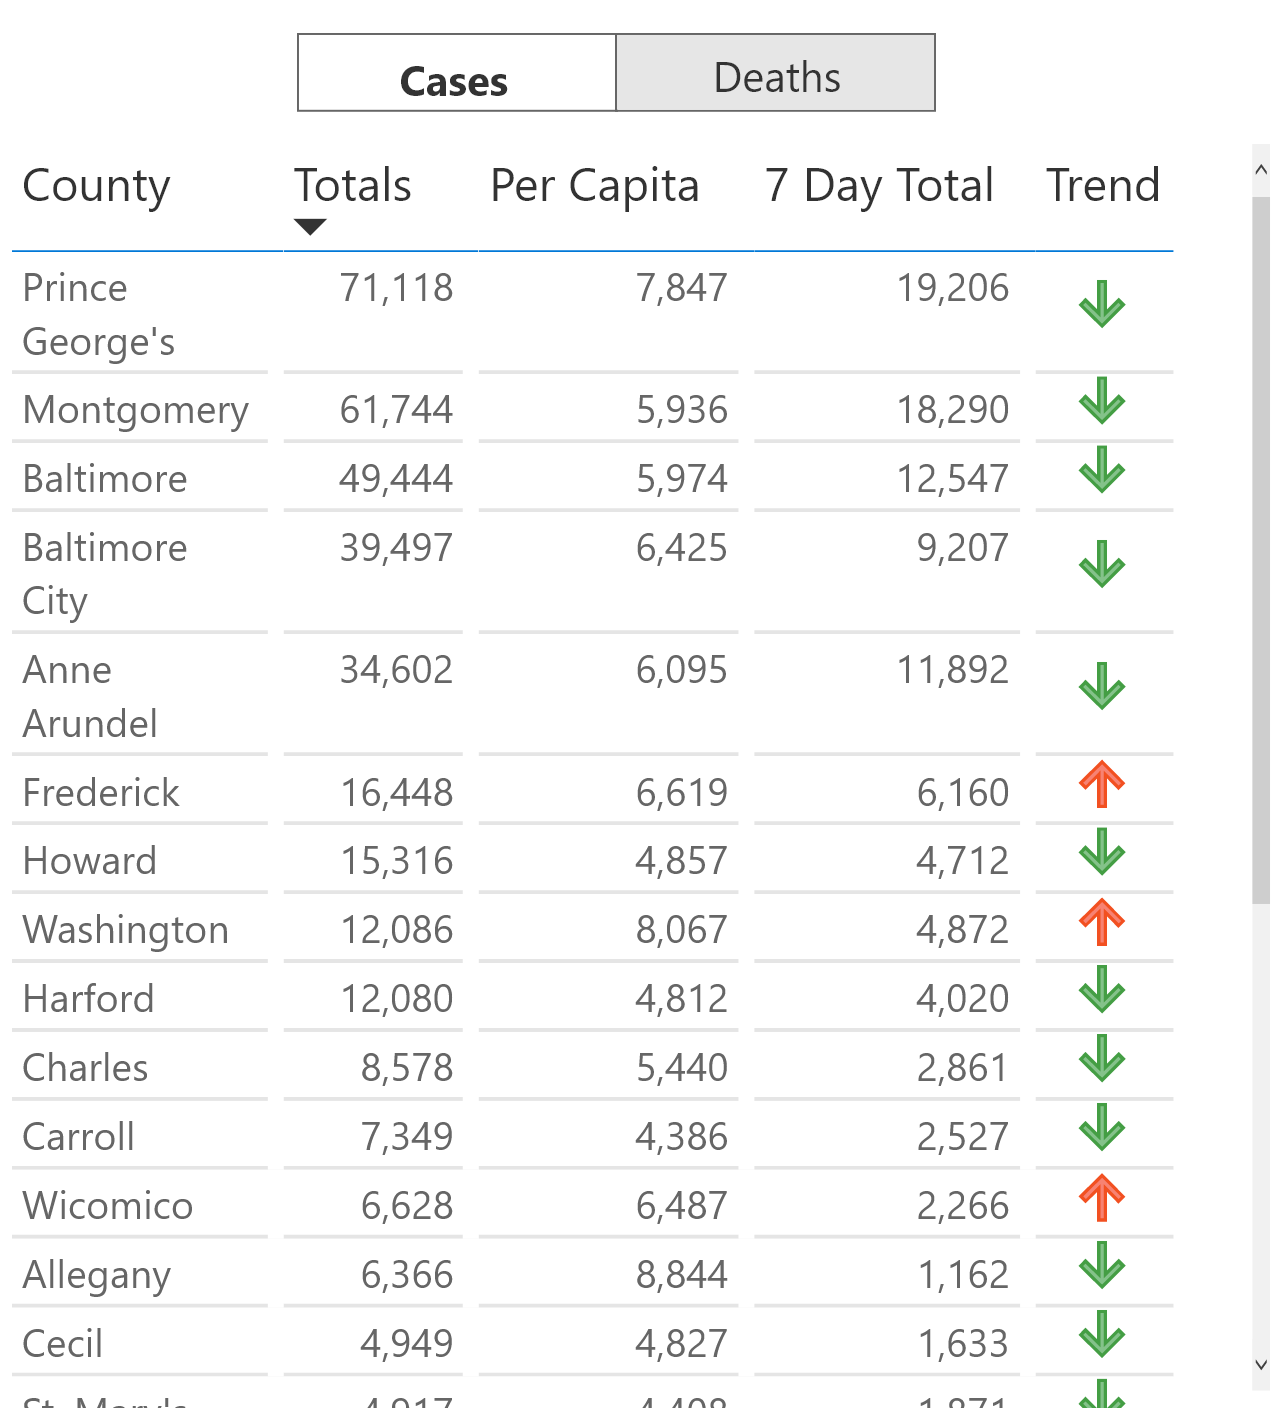 Cases Deaths
County Totals Per Capita 7 Day Total Trend
Prince 71,118 7,847 19,206
George's
Montgomery 61,744 5,936 18,290
Baltimore 49,444 5,974 12,547
Baltimore 39,497 6,425 9,207
City
Anne 34,602 6,095 11,892
Arundel
Frederick 16,448 6,619 6,160
Howard 15,316 4,857 4,712
Washington 12,086 8,067 4,872
Harford 12,080 4,812 4,020
Charles 8,578 5,440 2,861
Carroll 7,349 4,386 2,527
Wicomico 6,628 6,487 2,266
Allegany 6,366 8,844 1,162
Cecil 4,949 4,827 1,633
St. Mary's